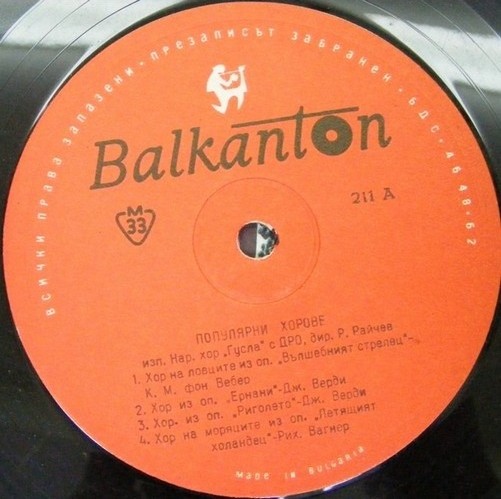 ВСИЧКИ ПРАВА ЗАПАЗЕНИ · ПРЕЗАПИСЪТ ЗАБРАНЕН · БДС · 6648-62
Balkanton
M
33
211 A
ПОПУЛЯРНИ ХОРОВЕ
изп. Нар. хор „Гусла" с ДРО, дир. Р. Райчев
1. Хор на ловците из оп. „Вълшебният стрелец"-
К. М. Фон Вебер
2. Хор из оп. „Ернани"-Дж. Верди
3. Хор. из оп. „Риголето"-Дж. Верди
4. Хор на моряците из оп. „Летящият
холандец"-Рих. Вагнер
MADE IN BULGARIA